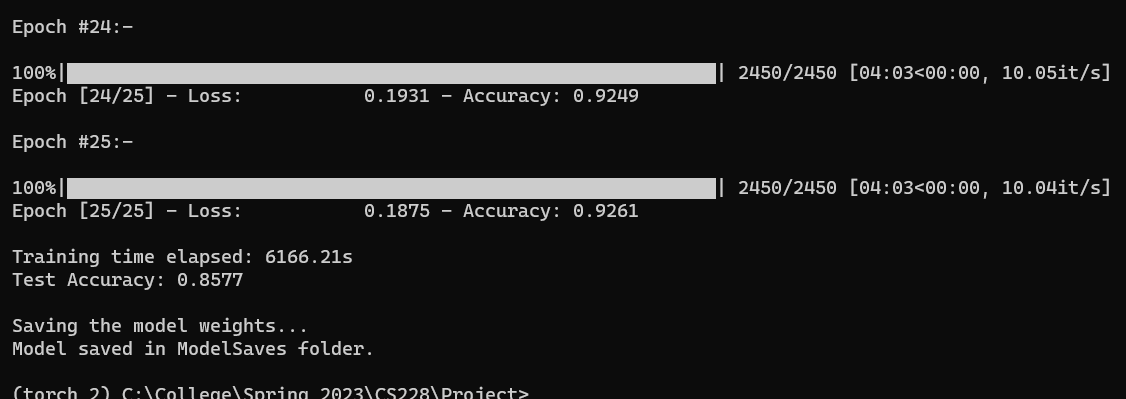 Epoch #24:-
100%|██████████| 2450/2450 [04:03<00:00, 10.05it/s]
Epoch [24/25] - Loss: 0.1931 - Accuracy: 0.9249
Epoch #25:-
100%|██████████| 2450/2450 [04:03<00:00, 10.04it/s]
Epoch [25/25] - Loss: 0.1875 - Accuracy: 0.9261
Training time elapsed: 6166.21s
Test Accuracy: 0.8577
Saving the model weights...
Model saved in ModelSaves folder.
(torch_2) C:\College\Spring 2023\CS228\Project>